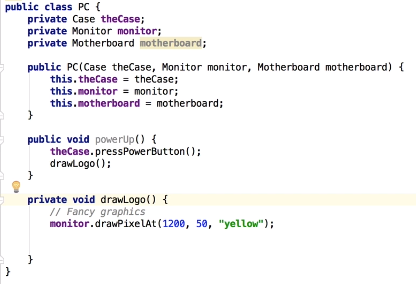 public class PC {
    private Case theCase;
    private Monitor monitor;
    private Motherboard motherboard;
    public PC(Case theCase, Monitor monitor, Motherboard motherboard) {
        this.theCase = theCase;
        this.monitor = monitor;
        this.motherboard = motherboard;
    }
    public void powerUp() {
        theCase.pressPowerButton();
        drawLogo();
    }
    private void drawLogo() {
        // Fancy graphics
        monitor.drawPixelAt(1200, 50, "yellow");
    }
}